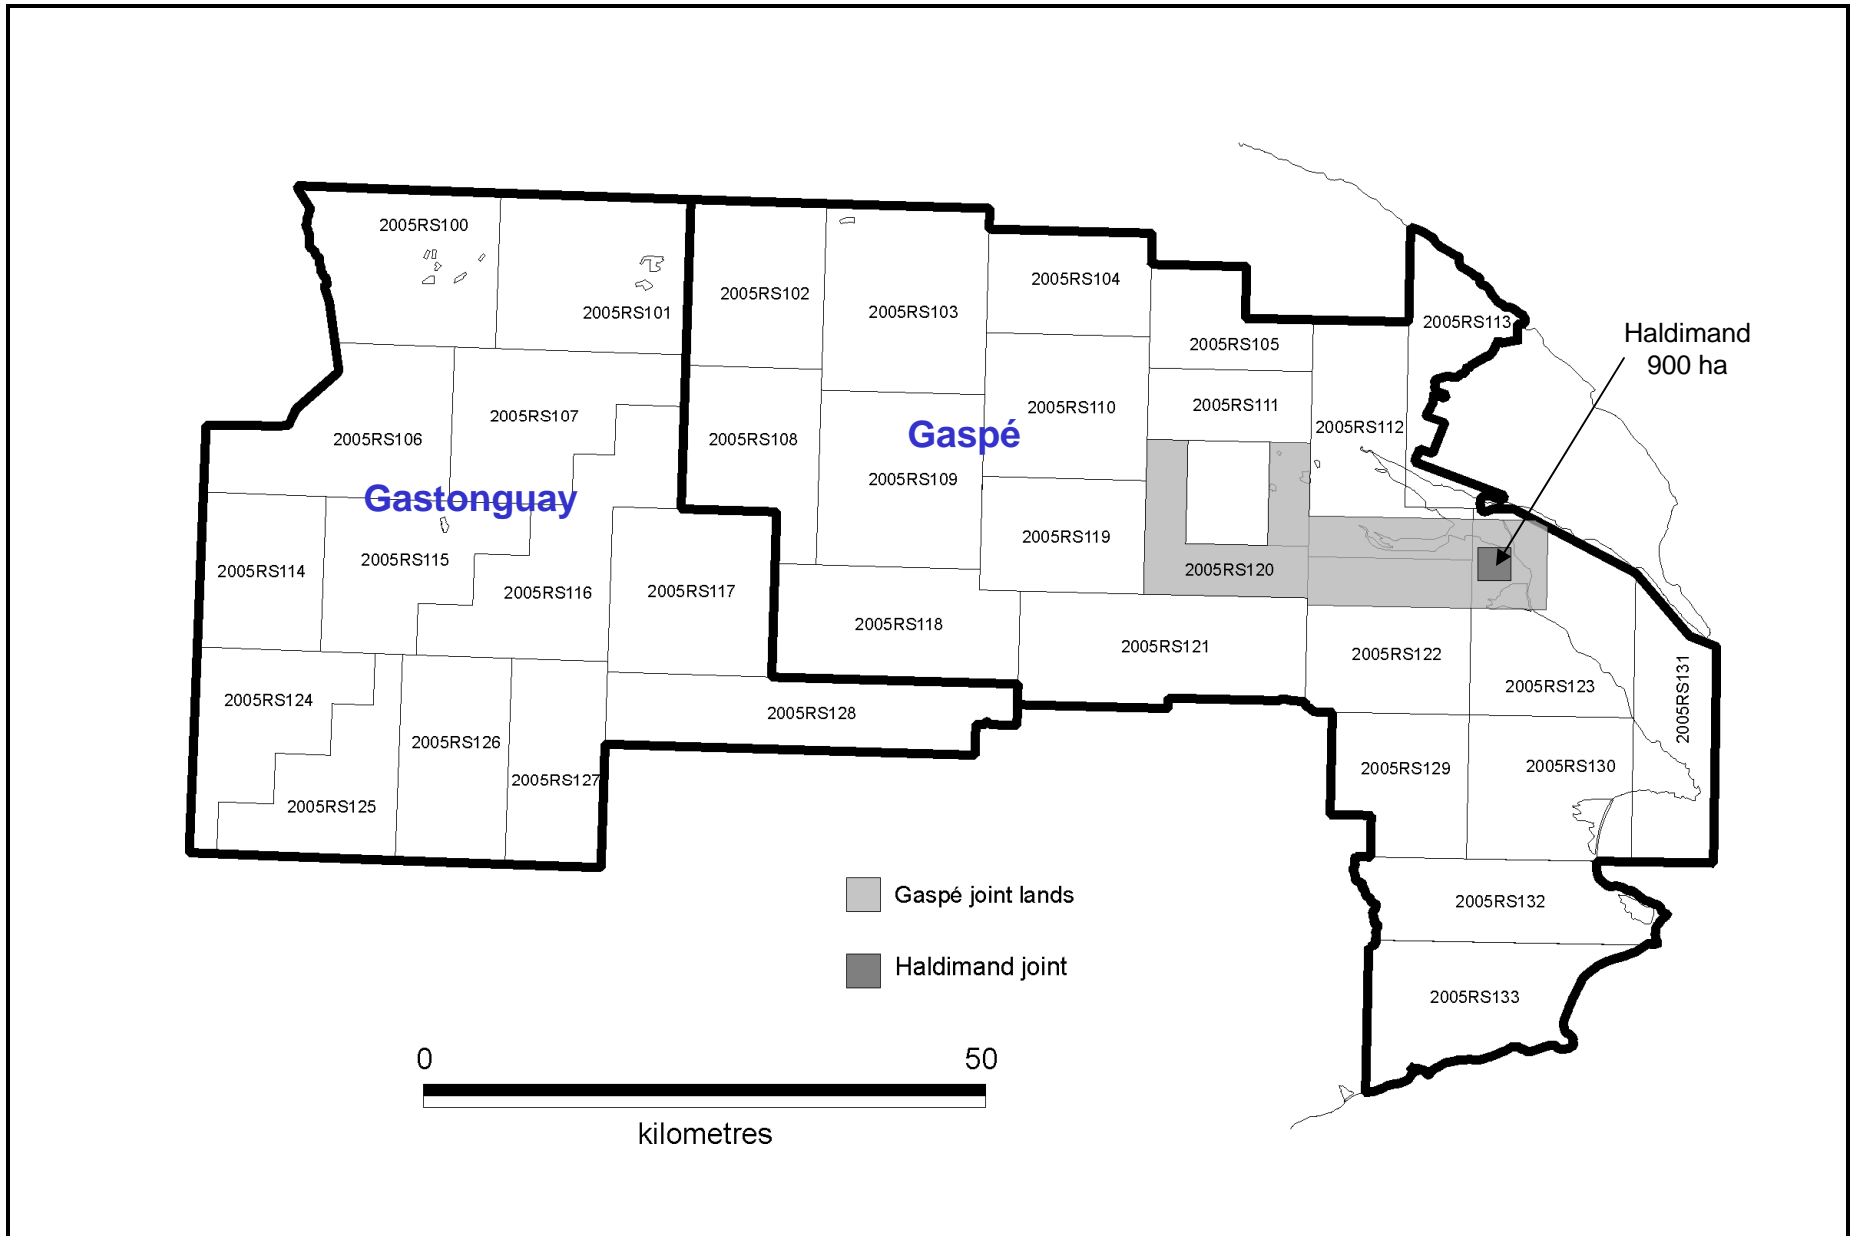 2005RS100
2005RS101
2005RS102
2005RS103
2005RS104
2005RS105
2005RS113
Haldimand
900 ha
2005RS106
2005RS107
2005RS108
2005RS109
2005RS110
2005RS111
2005RS112
Gaspé
Gastonguay
2005RS114
2005RS115
2005RS116
2005RS117
2005RS118
2005RS119
2005RS120
2005RS121
2005RS122
2005RS123
2005RS131
2005RS124
2005RS125
2005RS126
2005RS127
2005RS128
2005RS129
2005RS130
2005RS132
2005RS133
Gaspé joint lands
Haldimand joint
0 50
kilometres